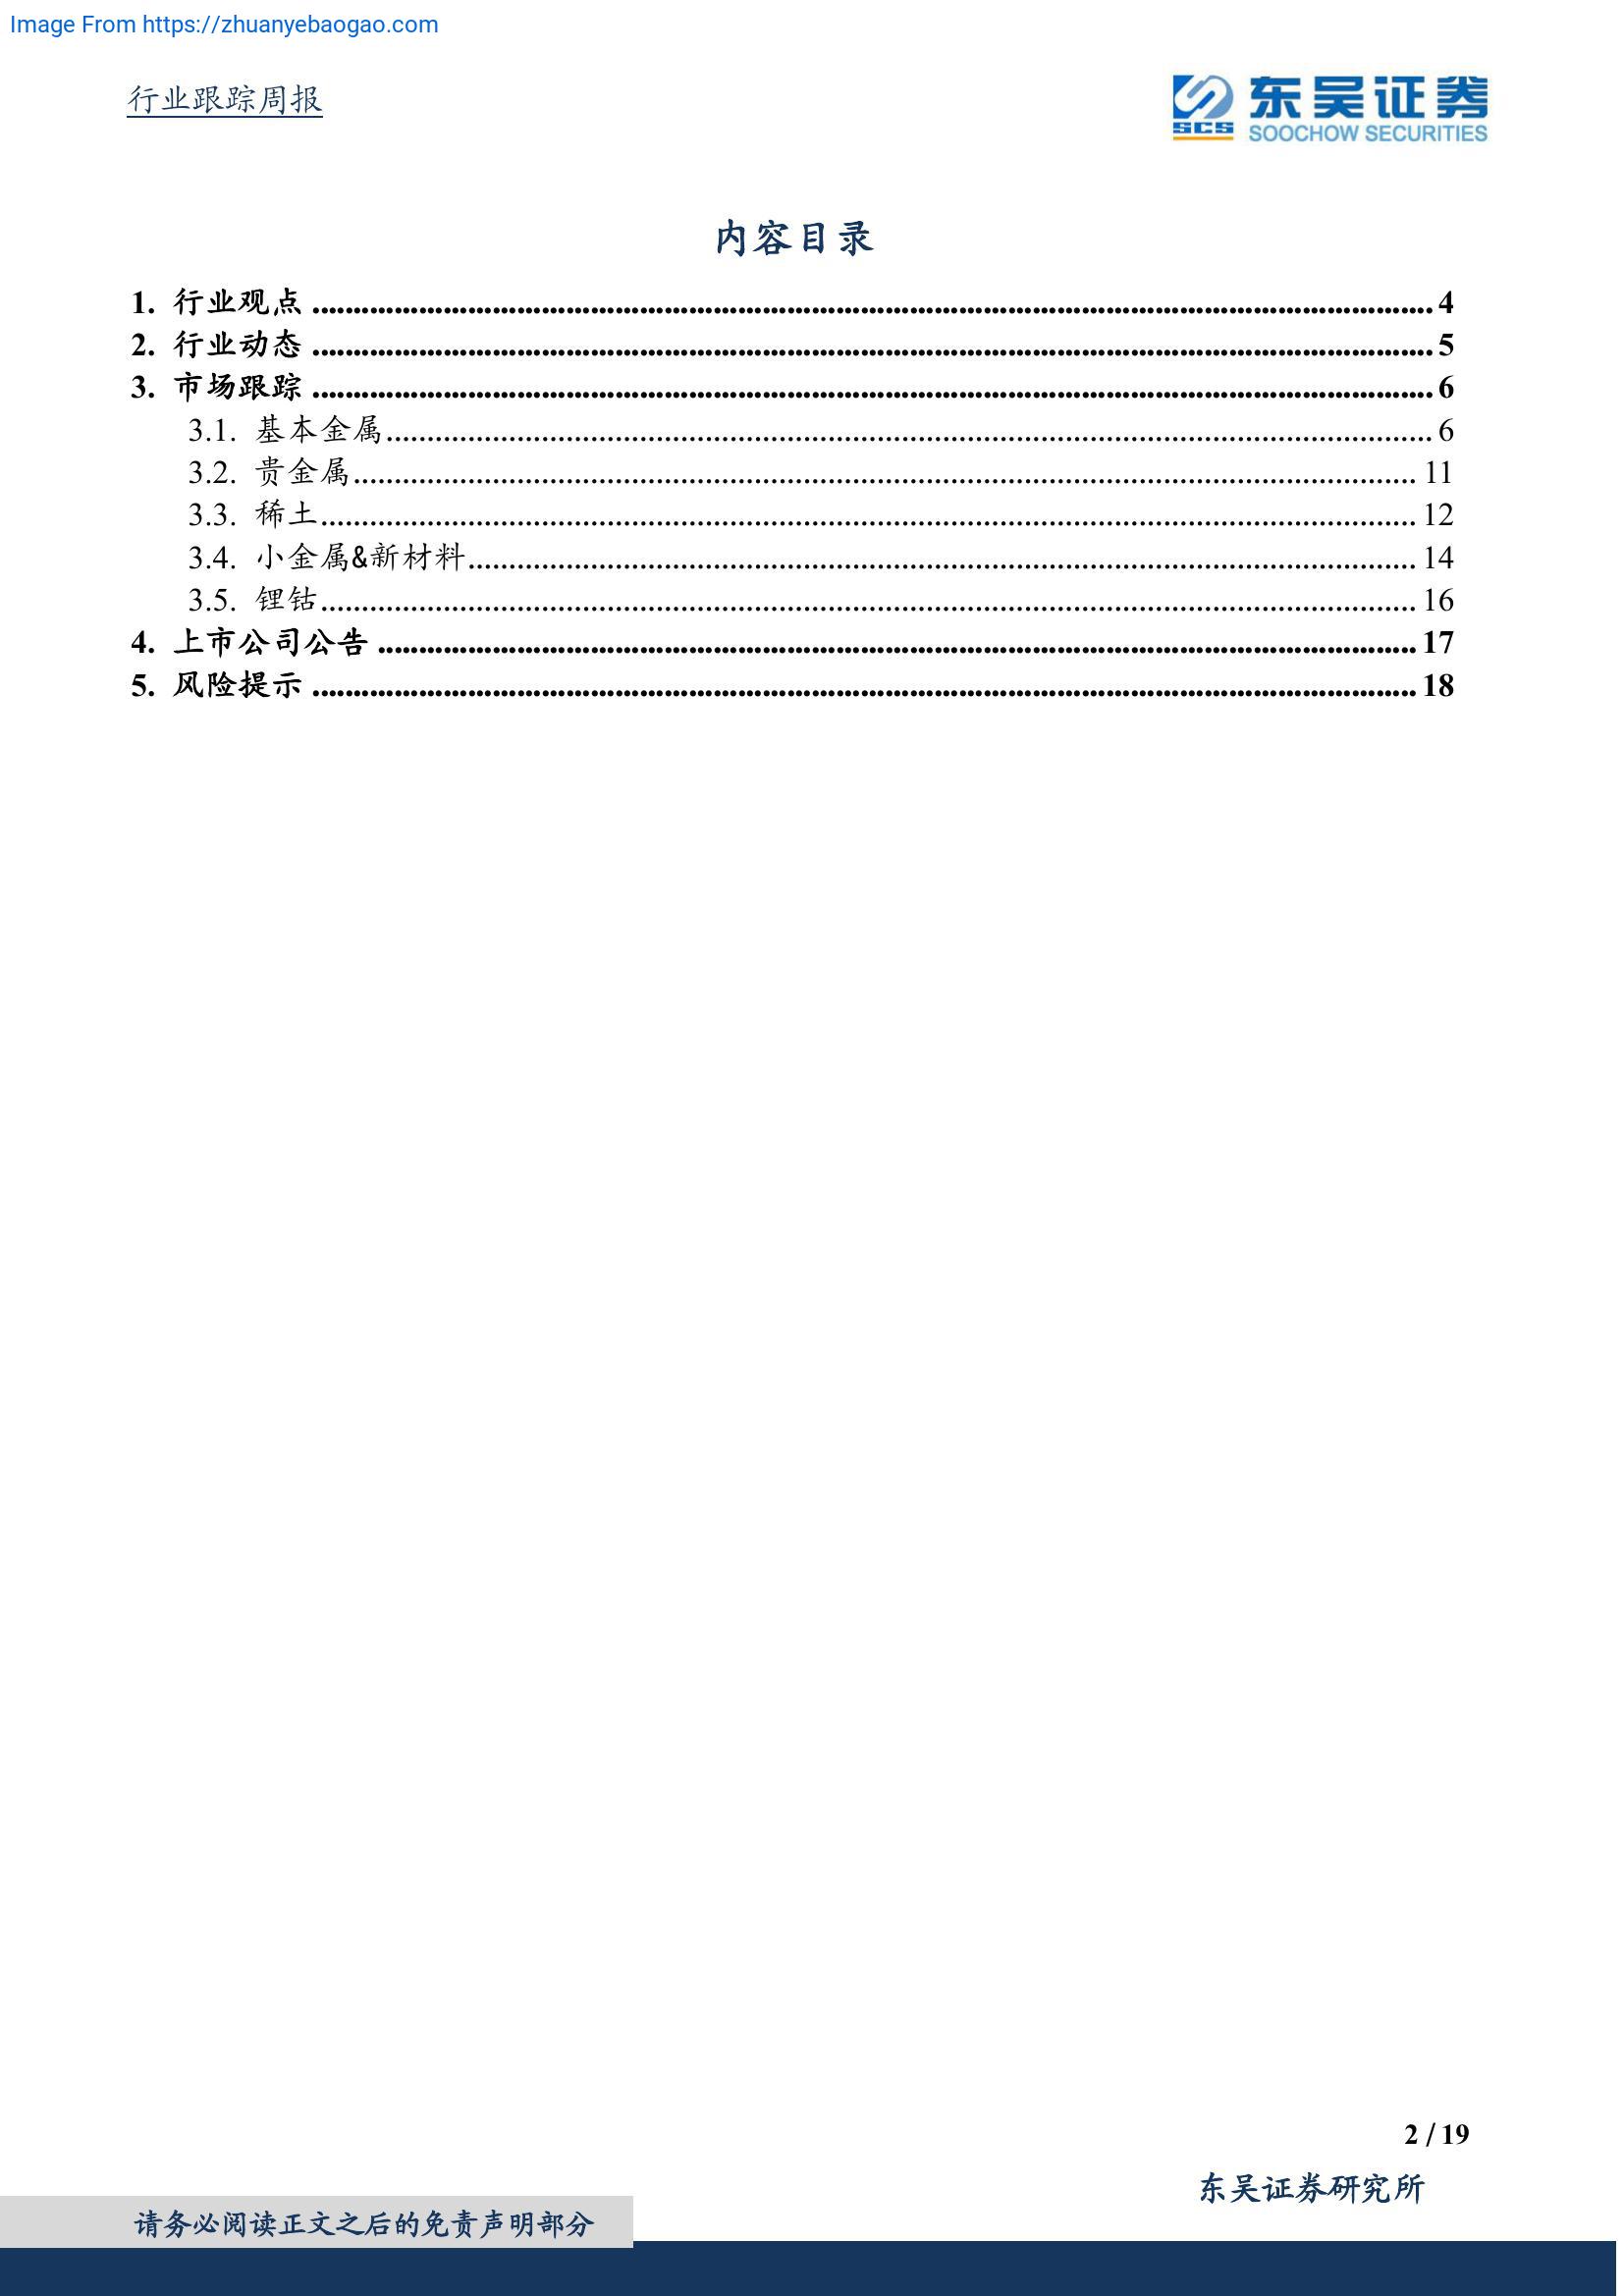 Image From https://zhuanyebaogao.com
行业跟踪周报
东吴证券
SCS
SOOCHOW SECURITIES
内容目录
1. 行业观点 4
2. 行业动态 5
3. 市场跟踪 6
3.1. 基本金属 6
3.2. 贵金属 11
3.3. 稀土 12
3.4. 小金属&新材料 14
3.5. 锂钴 16
4. 上市公司公告 17
5. 风险提示 18
2 / 19
东吴证券研究所
请务必阅读正文之后的免责声明部分